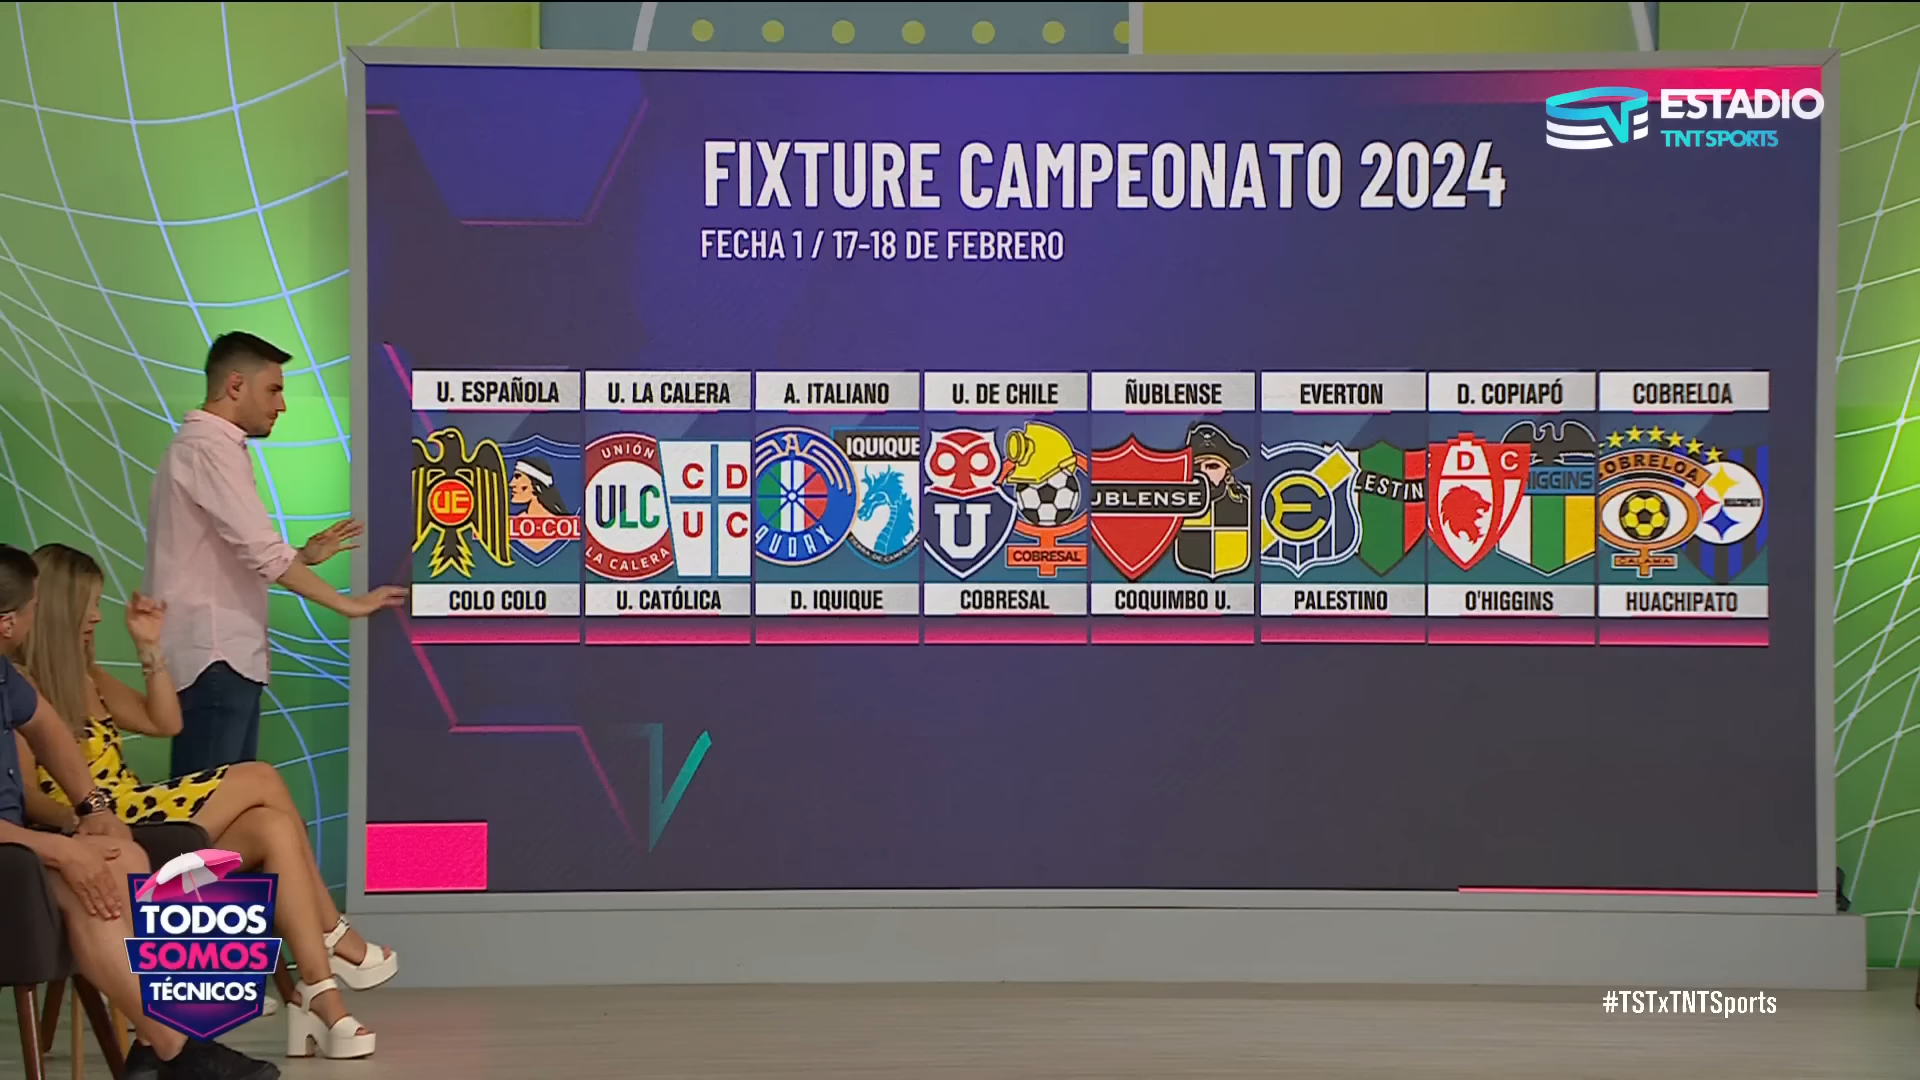 ESTADIO
TNT SPORTS
FIXTURE CAMPEONATO 2024
FECHA 1 / 17-18 DE FEBRERO
U. ESPAÑOLA
U. LA CALERA
A. ITALIANO
U. DE CHILE
ÑUBLENSE
EVERTON
D. COPIAPÓ
COBRELOA
UE
LO-COL
UNIÓN
ULC
LA CALERA
C D
U C
A
AUDAX
IQUIQUE
U
COBRESAL
UBLENSE
E
LESTIN
D C
HIGGINS
OBRELOA
CALAMA
COLO COLO
U. CATÓLICA
D. IQUIQUE
COBRESAL
COQUIMBO U.
PALESTINO
O'HIGGINS
HUACHIPATO
TODOS
SOMOS
TÉCNICOS
#TSTxTNTSports